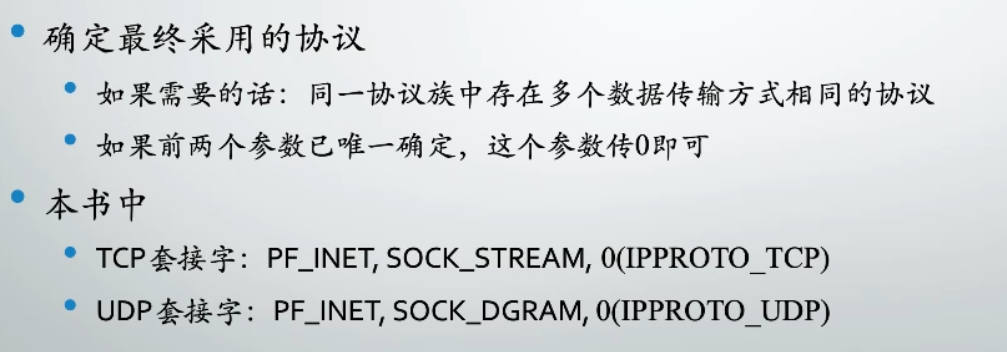 • 确定最终采用的协议
• 如果需要的话：同一协议族中存在多个数据传输方式相同的协议
• 如果前两个参数已唯一确定，这个参数传0即可
• 本书中
• TCP套接字：PF_INET, SOCK_STREAM, 0(IPPROTO_TCP)
• UDP套接字：PF_INET, SOCK_DGRAM, 0(IPPROTO_UDP)